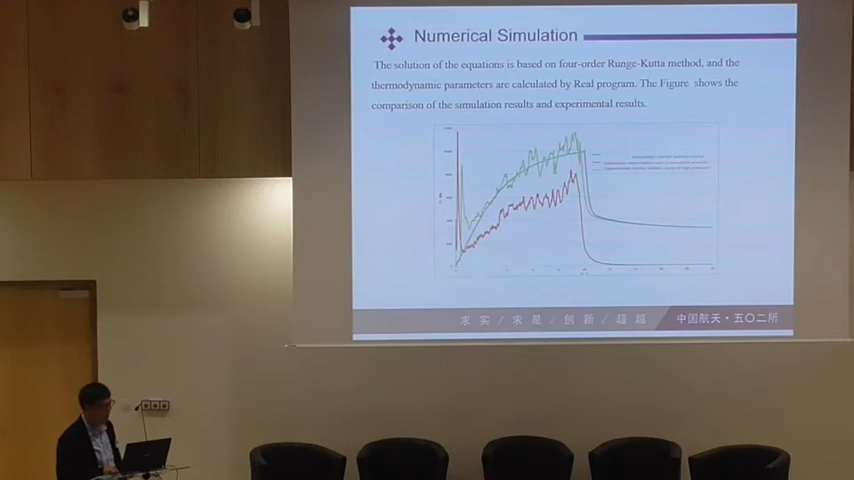 Numerical Simulation
The solution of the equations is based on four-order Runge-Kutta method, and the
thermodynamic parameters are calculated by Real program. The Figure shows the
comparison of the simulation results and experimental results.
求实 / 求是 / 创新 / 超越
中国航天 • 五〇二所